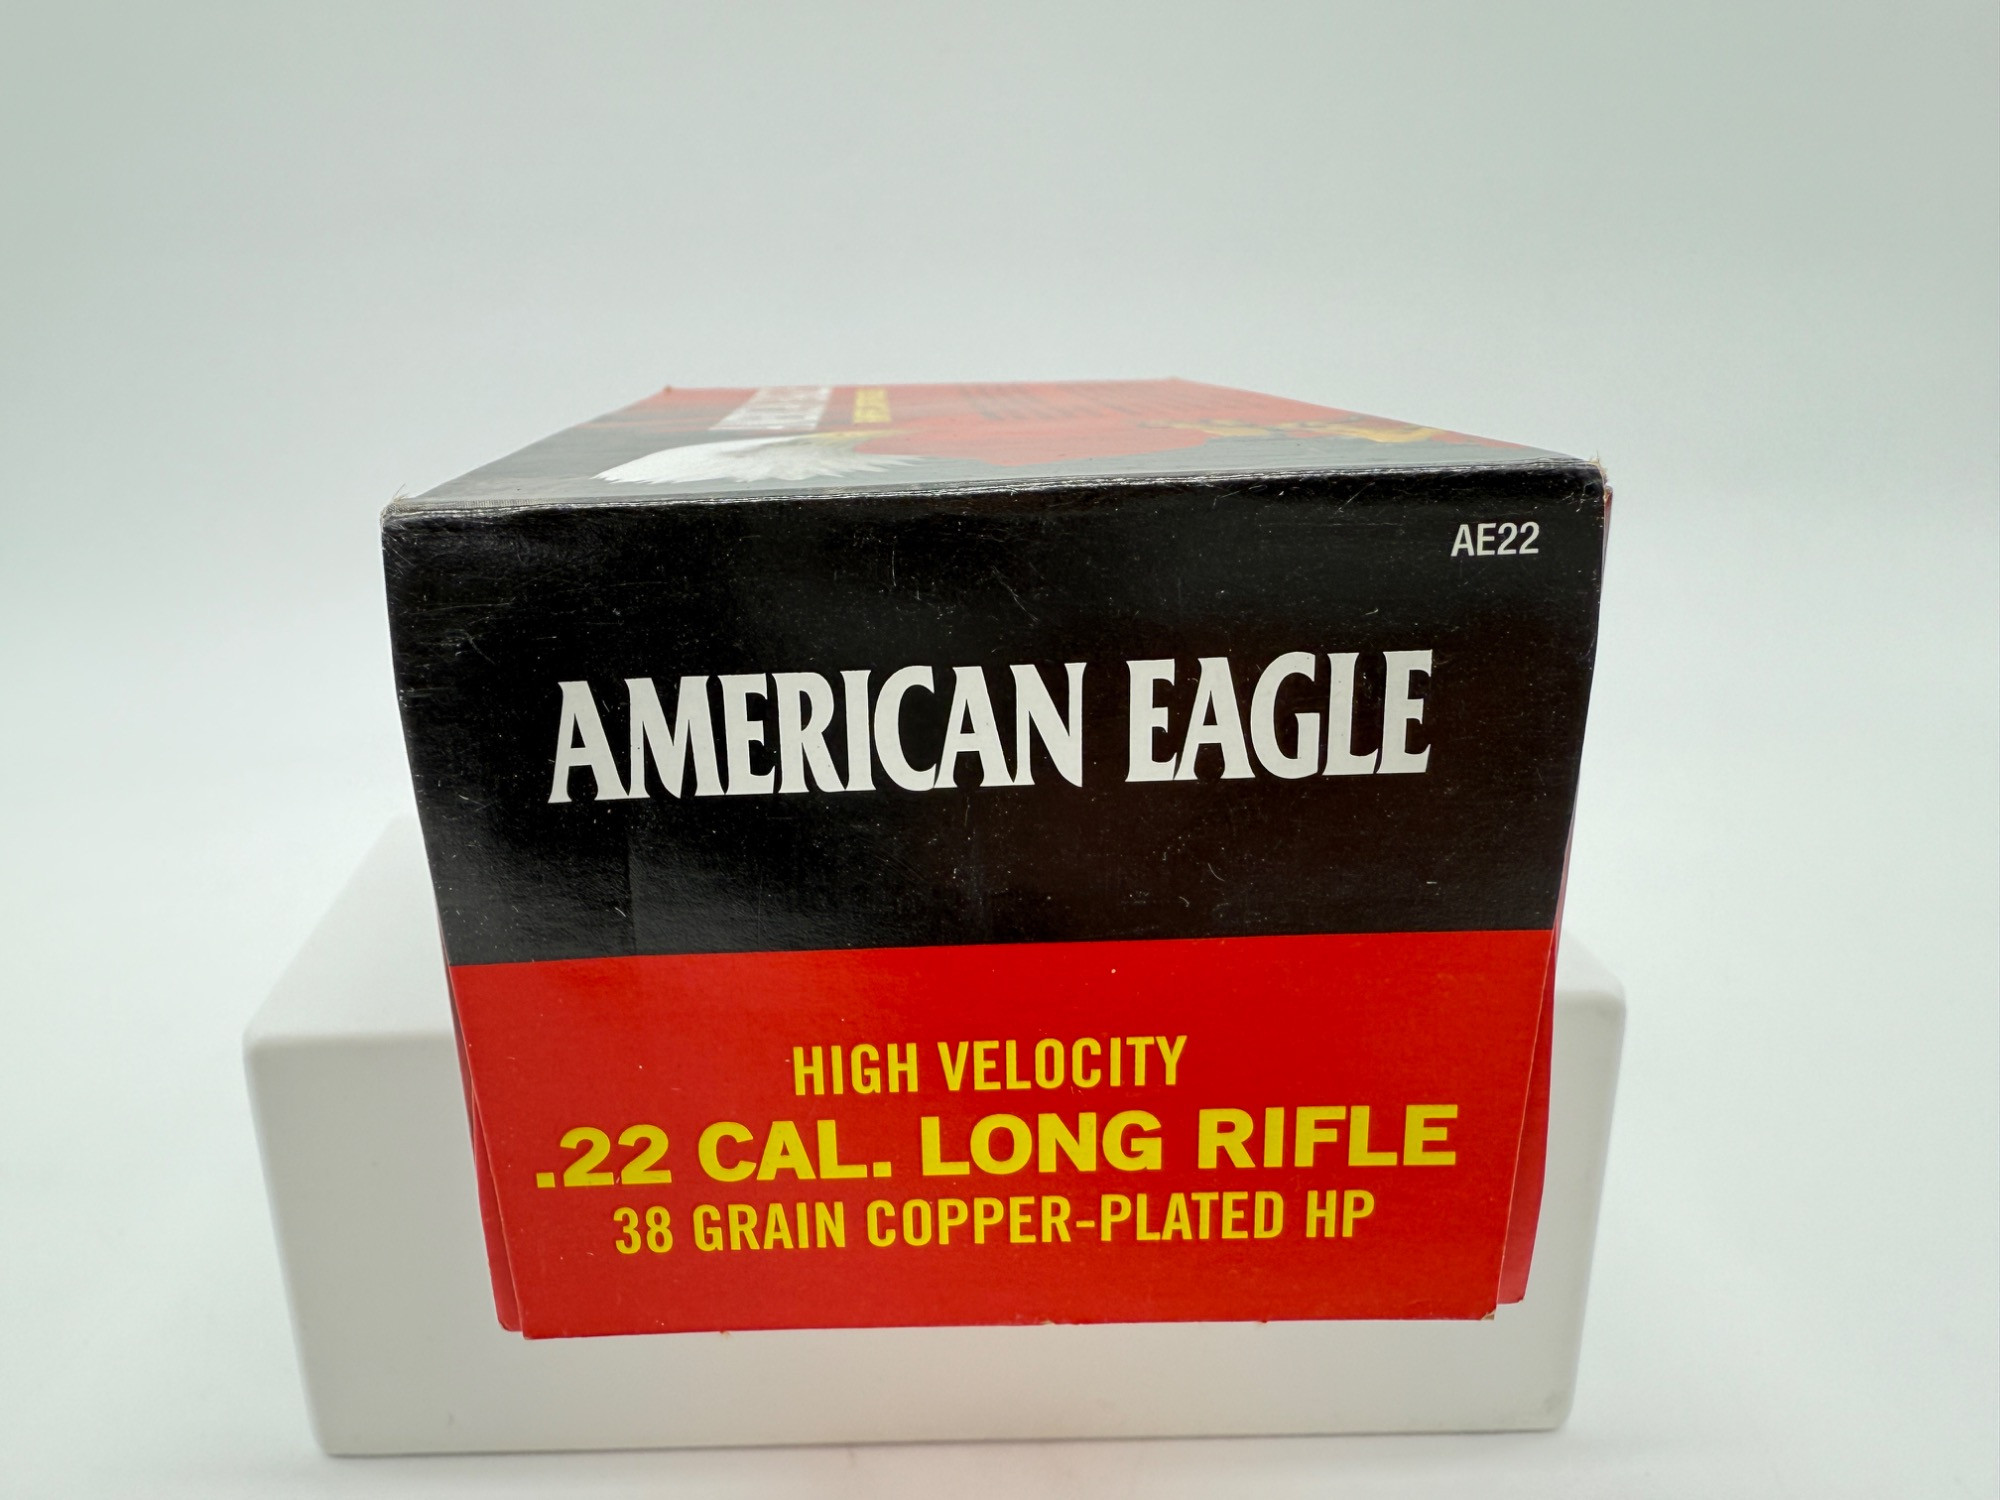 AE22
AMERICAN EAGLE
HIGH VELOCITY
.22 CAL. LONG RIFLE
38 GRAIN COPPER-PLATED HP